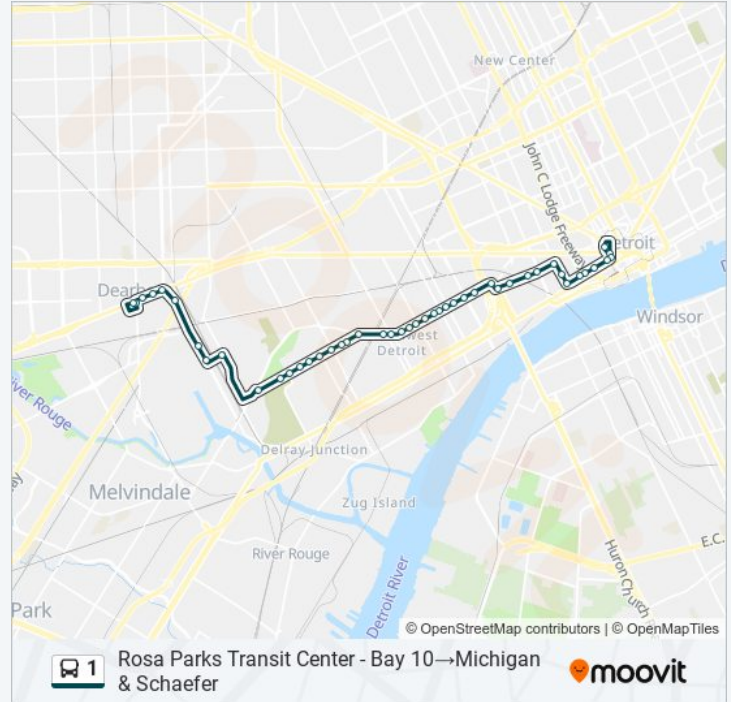 New Center
John C Lodge Freeway
etroit
Dearb
Windsor
west
Detroit
River Rouge
Delray Junction
Melvindale
Zug Island
River Rouge
Detroit River
Huron Church
E.C.
Park
© OpenStreetMap contributors | © OpenMapTiles
1
Rosa Parks Transit Center - Bay 10→Michigan
& Schaefer
moovit